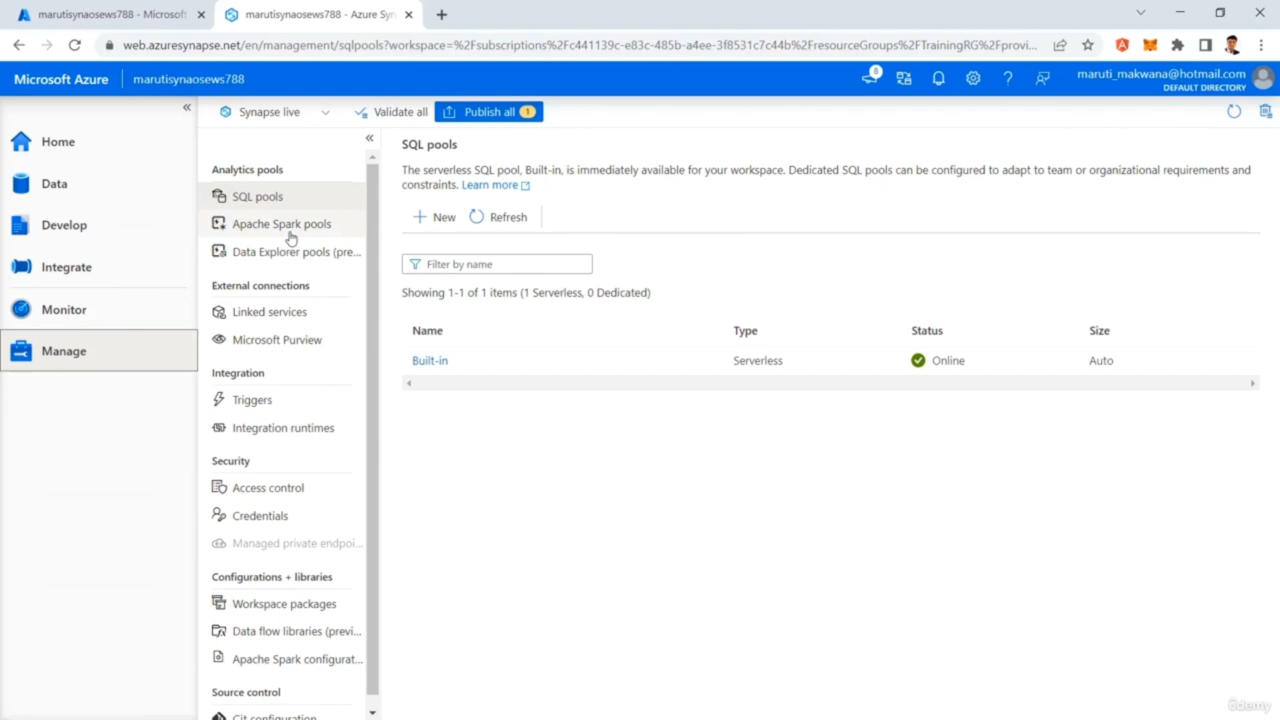 marutisynaosews788 - Microsoft
marutisynaosews788 - Azure Syn
web.azuresynapse.net/en/management/sqlpools?workspace=%2Fsubscriptions%2Fc441139c-e83c-485b-a4ee-3f8531c7c44b%2FresourceGroups%2FTrainingRG%2Fprovi...
Microsoft Azure
marutisynaosews788
8
maruti_makwana@hotmail.com
DEFAULT DIRECTORY
Synapse live
Validate all
Publish all
1
Home
Data
Develop
Integrate
Monitor
Manage
Analytics pools
SQL pools
Apache Spark pools
Data Explorer pools (pre...
External connections
Linked services
Microsoft Purview
Integration
Triggers
Integration runtimes
Security
Access control
Credentials
Managed private endpoi...
Configurations + libraries
Workspace packages
Data flow libraries (previ...
Apache Spark configurat...
Source control
Git configuration
SQL pools
The serverless SQL pool, Built-in, is immediately available for your workspace. Dedicated SQL pools can be configured to adapt to team or organizational requirements and
constraints. Learn more
New
Refresh
Filter by name
Showing 1-1 of 1 items (1 Serverless, 0 Dedicated)
Name Type Status Size
Built-in Serverless Online Auto
ûdemy